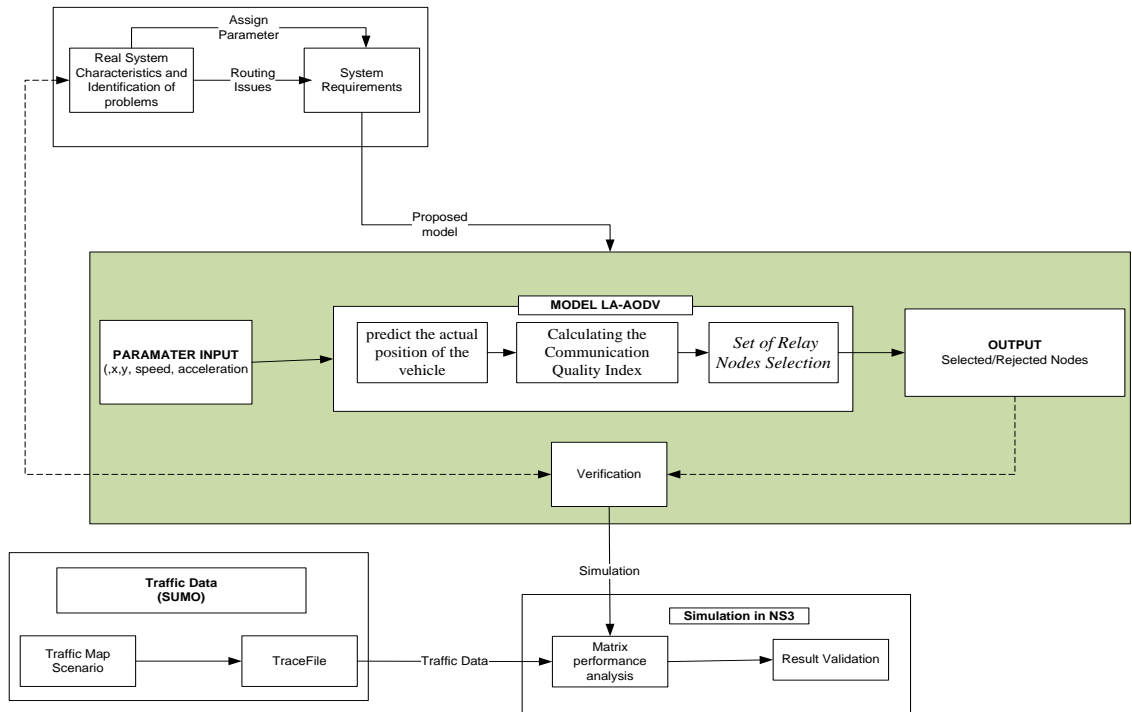 Assign
Parameter
Real System
Characteristics and
Identification of
problems
Routing
Issues
System
Requirements
Proposed
model
MODEL LA-AODV
PARAMATER INPUT
(,x,y, speed, acceleration
predict the actual
position of the
vehicle
Calculating the
Communication
Quality Index
Set of Relay
Nodes Selection
OUTPUT
Selected/Rejected Nodes
Verification
Simulation
Traffic Data
(SUMO)
Traffic Map
Scenario
TraceFile
Traffic Data
Simulation in NS3
Matrix
performance
analysis
Result Validation